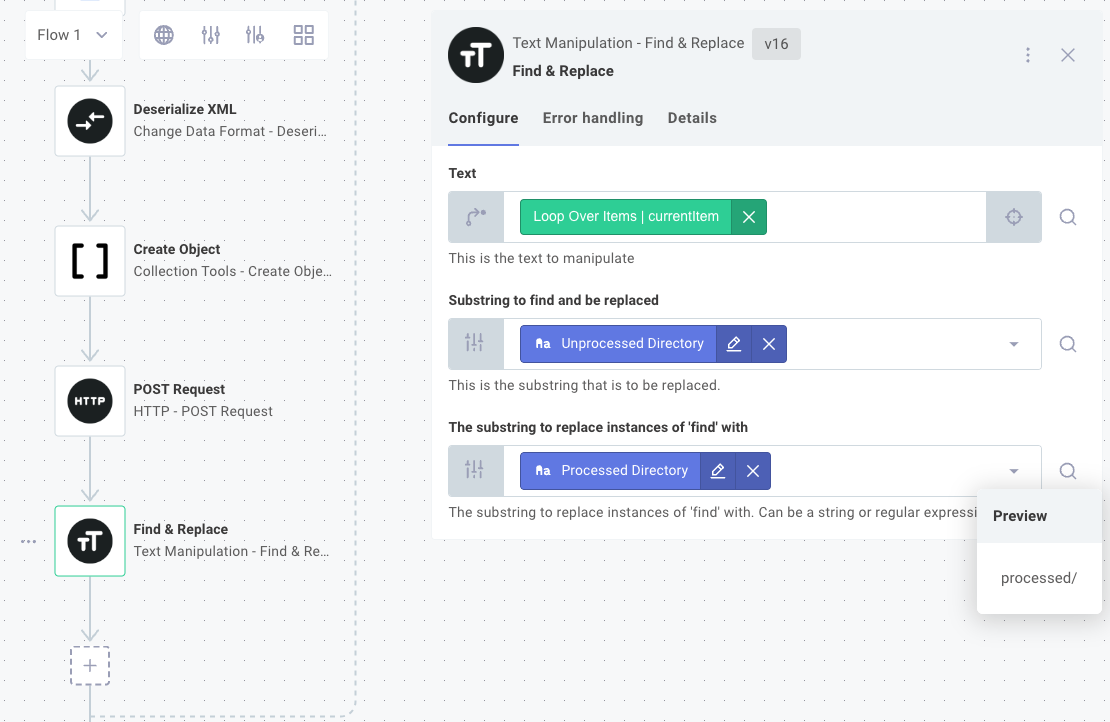 Flow 1
Deserialize XML
Change Data Format - Deseri...
Create Object
Collection Tools - Create Obje...
HTTP
POST Request
HTTP - POST Request
TT
Find & Replace
Text Manipulation - Find & Re...
TT
Text Manipulation - Find & Replace v16
Find & Replace
Configure Error handling Details
Text
Loop Over Items | currentItem
This is the text to manipulate
Substring to find and be replaced
Aa Unprocessed Directory
This is the substring that is to be replaced.
The substring to replace instances of 'find' with
Aa Processed Directory
The substring to replace instances of 'find' with. Can be a string or regular expressi
Preview
processed/